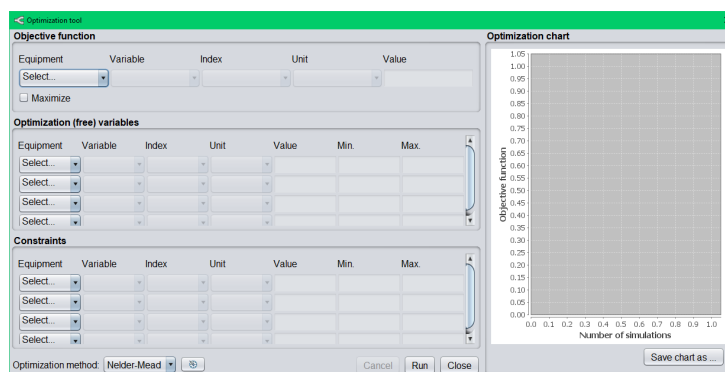 Optimization tool
Objective function
Equipment Variable Index Unit Value
Select...
Maximize
Optimization (free) variables
Equipment Variable Index Unit Value Min. Max.
Select...
Select...
Select...
Select...
Constraints
Equipment Variable Index Unit Value Min. Max.
Select...
Select...
Select...
Select...
Optimization method: Nelder-Mead Cancel Run Close
Optimization chart
1.05
1.00
0.95
0.90
0.85
0.80
0.75
0.70
0.65
0.60
0.55
0.50
0.45
0.40
0.35
0.30
0.25
0.20
0.15
0.10
0.05
0.00
Objective function
0.0 0.1 0.2 0.3 0.4 0.5 0.6 0.7 0.8 0.9 1.0
Number of simulations
Save chart as ...